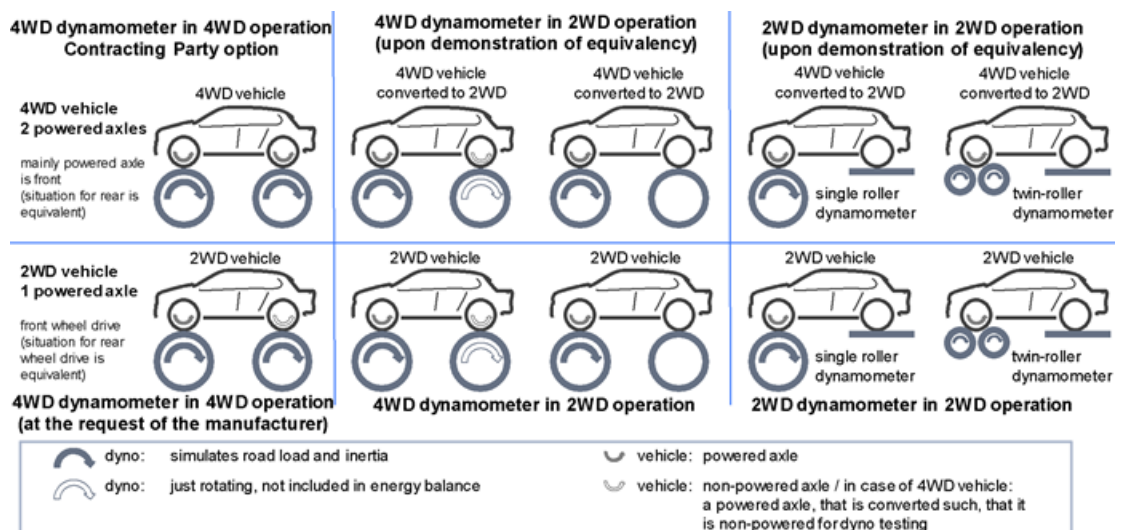 4WD dynamometer in 4WD operation
Contracting Party option
4WD dynamometer in 2WD operation
(upon demonstration of equivalency)
2WD dynamometer in 2WD operation
(upon demonstration of equivalency)
4WD vehicle
2 powered axles
mainly powered axle
is front
(situation for rear is
equivalent)
4WD vehicle
4WD vehicle
converted to 2WD
4WD vehicle
converted to 2WD
4WD vehicle
converted to 2WD
single roller
dynamometer
4WD vehicle
converted to 2WD
twin-roller
dynamometer
2WD vehicle
1 powered axle
front wheel drive
(situation for rear
wheel drive is
equivalent)
2WD vehicle
2WD vehicle
2WD vehicle
2WD vehicle
single roller
dynamometer
2WD vehicle
twin-roller
dynamometer
4WD dynamometer in 4WD operation
(at the request of the manufacturer)
4WD dynamometer in 2WD operation
2WD dynamometer in 2WD operation
dyno: simulates road load and inertia
dyno: just rotating, not included in energy balance
vehicle: powered axle
vehicle: non-powered axle / in case of 4WD vehicle:
a powered axle, that is converted such, that it
is non-powered for dyno testing